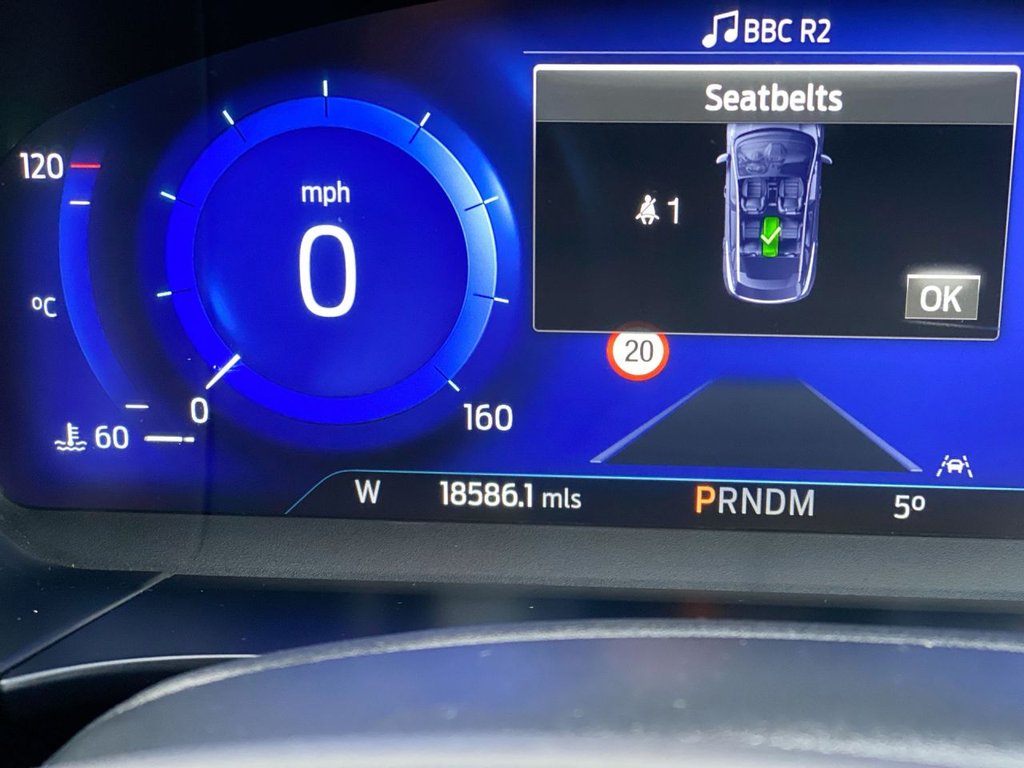 BBC R2
Seatbelts
120
mph
0
1
OK
°C
20
0
160
60
W
18586.1 mls
PRNDM
5°